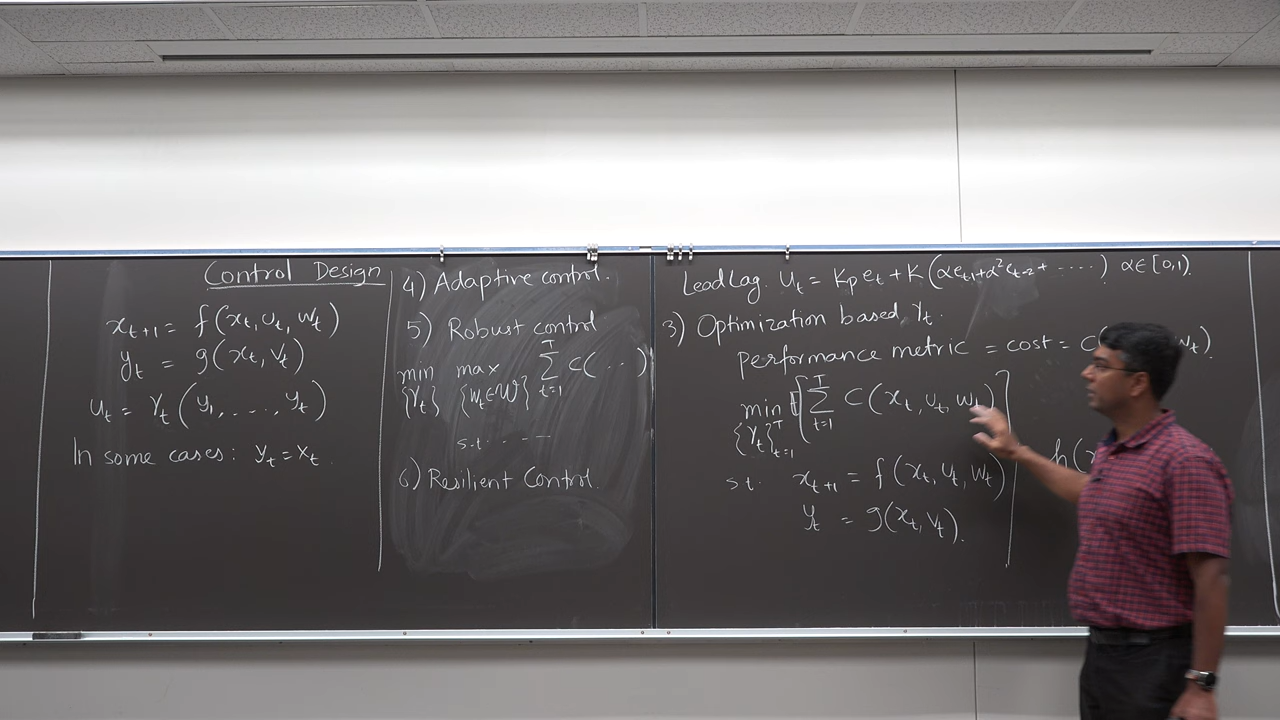 Control Design
x_{t+1} = f(x_t, u_t, w_t)
y_t = g(x_t, v_t)
u_t = γ_t(y_1, ...., y_t)
In some cases: y_t = x_t
4) Adaptive control.
5) Robust control
min max Σ_{t=1}^{T} C(...)
{γ_t} {w_t ∈ W}
s.t. ....
6) Resilient Control.
Lead Lag. u_t = K_p e_t + K(αe_{t-1} + α²e_{t-2} + .....) α ∈ [0,1)
3) Optimization based γ_t.
performance metric = cost = C( w_t).
min E[Σ_{t=1}^{T} C(x_t, u_t, w_t)]
{γ_t}_{t=1}^{T}
s.t. x_{t+1} = f(x_t, u_t, w_t) h(
y_t = g(x_t, v_t).